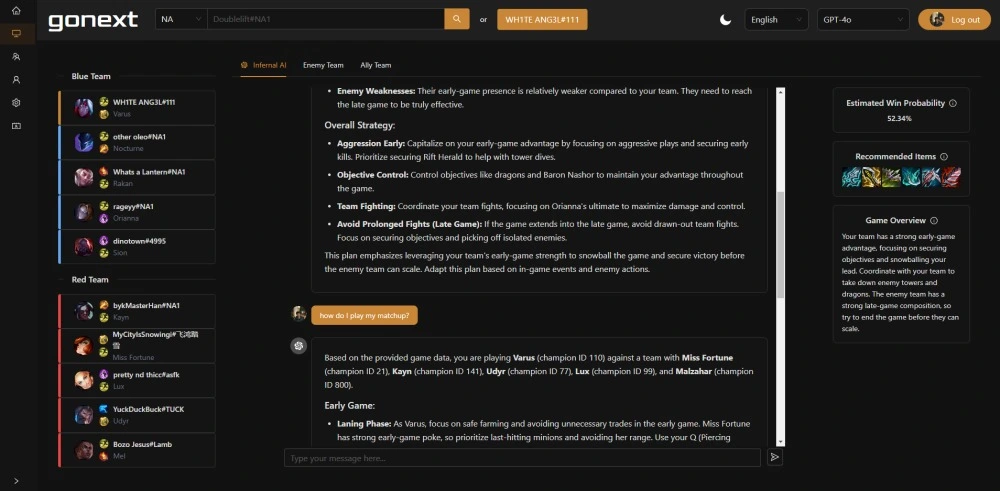 gonext
NA
Doublelift#NA1
or
WH1TE ANG3L#111
English
GPT-4o
Log out
Blue Team
WH1TE ANG3L#111
Varus
other oleo#NA1
Nocturne
Whats a Lantern#NA1
Rakan
rageyy#NA1
Orianna
dinotown#4995
Sion
Red Team
bykMasterHan#NA1
Kayn
MyCityIsSnowingi#飞鸿踏
雪
Miss Fortune
pretty nd thicc#asfk
Lux
YuckDuckBuck#TUCK
Udyr
Bozo Jesus#Lamb
Mel
Infernal AI
Enemy Team
Ally Team
• Enemy Weaknesses: Their early-game presence is relatively weaker compared to your team. They need to reach
the late game to be truly effective.
Overall Strategy:
• Aggression Early: Capitalize on your early-game advantage by focusing on aggressive plays and securing early
kills. Prioritize securing Rift Herald to help with tower dives.
• Objective Control: Control objectives like dragons and Baron Nashor to maintain your advantage throughout
the game.
• Team Fighting: Coordinate your team fights, focusing on Orianna's ultimate to maximize damage and control.
• Avoid Prolonged Fights (Late Game): If the game extends into the late game, avoid drawn-out team fights.
Focus on securing objectives and picking off isolated enemies.
This plan emphasizes leveraging your team's early-game strength to snowball the game and secure victory before
the enemy team can scale. Adapt this plan based on in-game events and enemy actions.
how do I play my matchup?
Based on the provided game data, you are playing Varus (champion ID 110) against a team with Miss Fortune
(champion ID 21), Kayn (champion ID 141), Udyr (champion ID 77), Lux (champion ID 99), and Malzahar (champion
ID 800).
Early Game:
• Laning Phase: As Varus, focus on safe farming and avoiding unnecessary trades in the early game. Miss Fortune
has strong early-game poke, so prioritize last-hitting minions and avoiding her range. Use your Q (Piercing
Type your message here...
Estimated Win Probability
52.34%
Recommended Items
Game Overview
Your team has a strong early-game
advantage, focusing on securing
objectives and snowballing your
lead. Coordinate with your team to
take down enemy towers and
dragons. The enemy team has a
strong late-game composition, so
try to end the game before they can
scale.